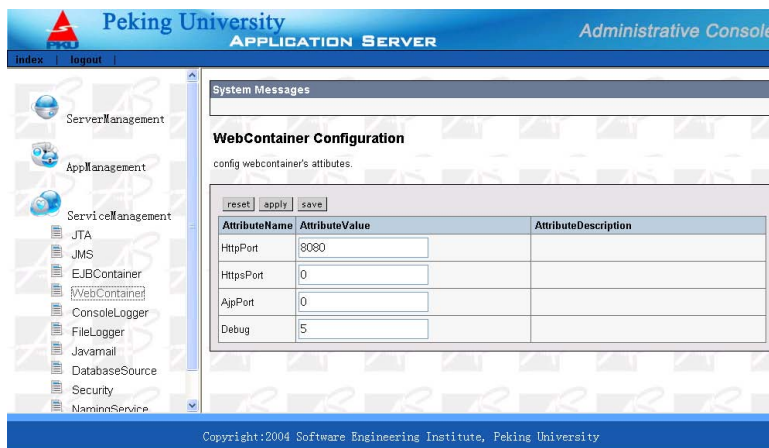 Peking University
APPLICATION SERVER
Administrative Console
PKU
index | logout |
ServerManagement
AppManagement
ServiceManagement
JTA
JMS
EJBContainer
WebContainer
ConsoleLogger
FileLogger
Javamail
DatabaseSource
Security
NamingService
System Messages
WebContainer Configuration
config webcontainer's attibutes.
reset apply save
AttributeName AttributeValue AttributeDescription
HttpPort 8080
HttpsPort 0
AjpPort 0
Debug 5
Copyright:2004 Software Engineering Institute, Peking University